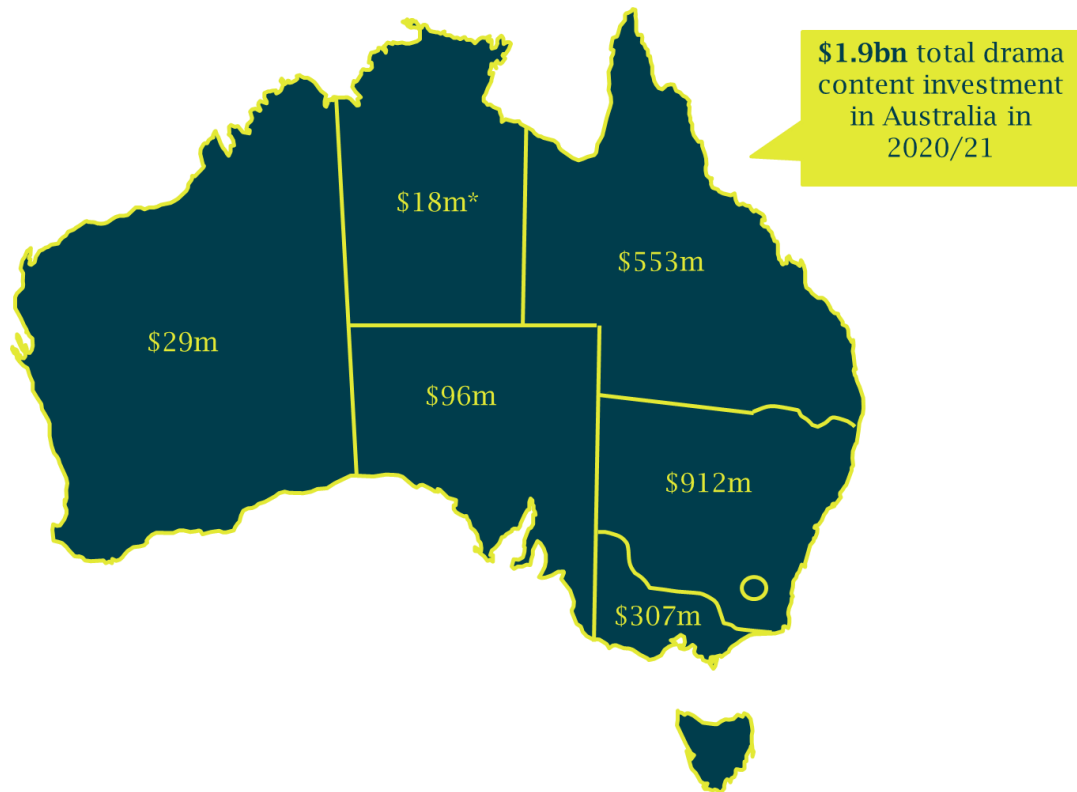 $1.9bn total drama
content investment
in Australia in
2020/21
$18m*
$553m
$29m
$96m
$912m
$307m